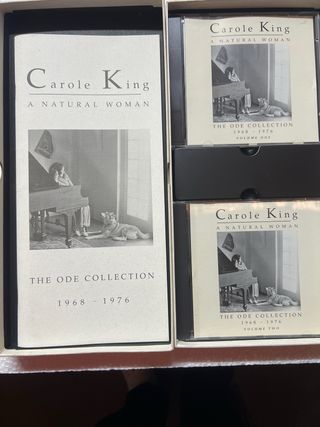 Carole King
A NATURAL WOMAN
THE ODE COLLECTION
1968 - 1976
Carole King
A NATURAL WOMAN
THE ODE COLLECTION
1968 - 1976
VOLUME ONE
Carole King
A NATURAL WOMAN
THE ODE COLLECTION
1968 - 1976
VOLUME TWO